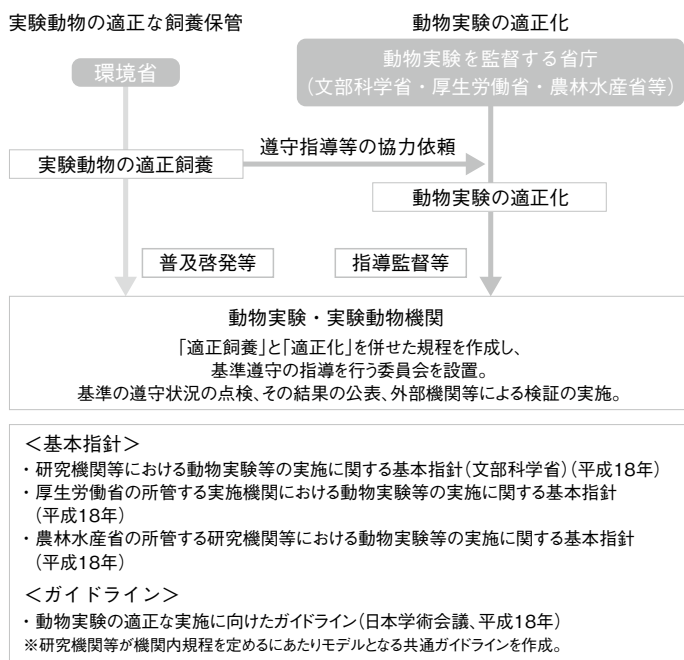 実験動物の適正な飼養保管
動物実験の適正化
環境省
動物実験を監督する省庁
(文部科学省・厚生労働省・農林水産省等)
実験動物の適正飼養
遵守指導等の協力依頼
動物実験の適正化
普及啓発等
指導監督等
動物実験・実験動物機関
「適正飼養」と「適正化」を併せた規程を作成し、
基準遵守の指導を行う委員会を設置。
基準の遵守状況の点検、その結果の公表、外部機関等による検証の実施。
<基本指針>
・研究機関等における動物実験等の実施に関する基本指針(文部科学省)(平成18年)
・厚生労働省の所管する実施機関における動物実験等の実施に関する基本指針
(平成18年)
・農林水産省の所管する研究機関等における動物実験等の実施に関する基本指針
(平成18年)
<ガイドライン>
・動物実験の適正な実施に向けたガイドライン(日本学術会議、平成18年)
※研究機関等が機関内規程を定めるにあたりモデルとなる共通ガイドラインを作成。